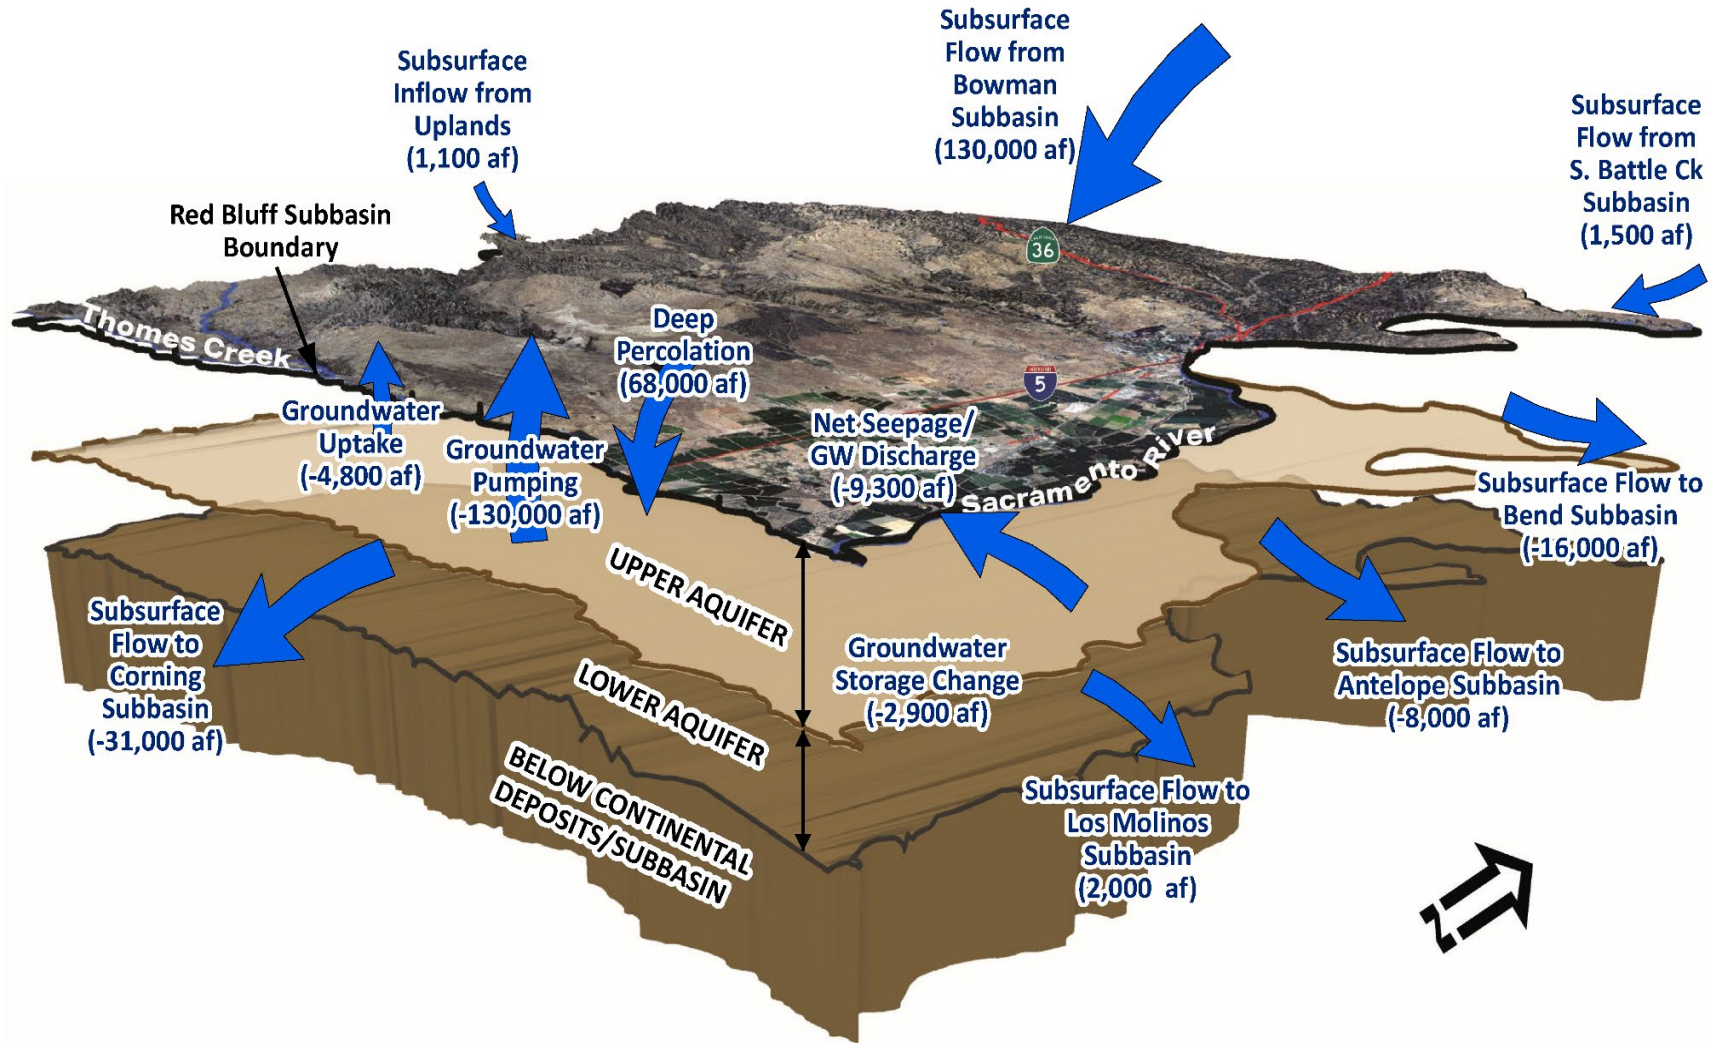 Subsurface
Flow from
Bowman
Subbasin
(130,000 af)
Subsurface
Inflow from
Uplands
(1,100 af)
Subsurface
Flow from
S. Battle Ck
Subbasin
(1,500 af)
Red Bluff Subbasin
Boundary
36
Thomes Creek
Deep
Percolation
(68,000 af)
5
Groundwater
Uptake
(-4,800 af)
Groundwater
Pumping
(-130,000 af)
Net Seepage/
GW Discharge
(-9,300 af)
Sacramento River
Subsurface Flow to
Bend Subbasin
(-16,000 af)
UPPER AQUIFER
Subsurface
Flow to
Corning
Subbasin
(-31,000 af)
Groundwater
Storage Change
(-2,900 af)
Subsurface Flow to
Antelope Subbasin
(-8,000 af)
LOWER AQUIFER
BELOW CONTINENTAL
DEPOSITS/SUBBASIN
Subsurface Flow to
Los Molinos
Subbasin
(2,000 af)
N